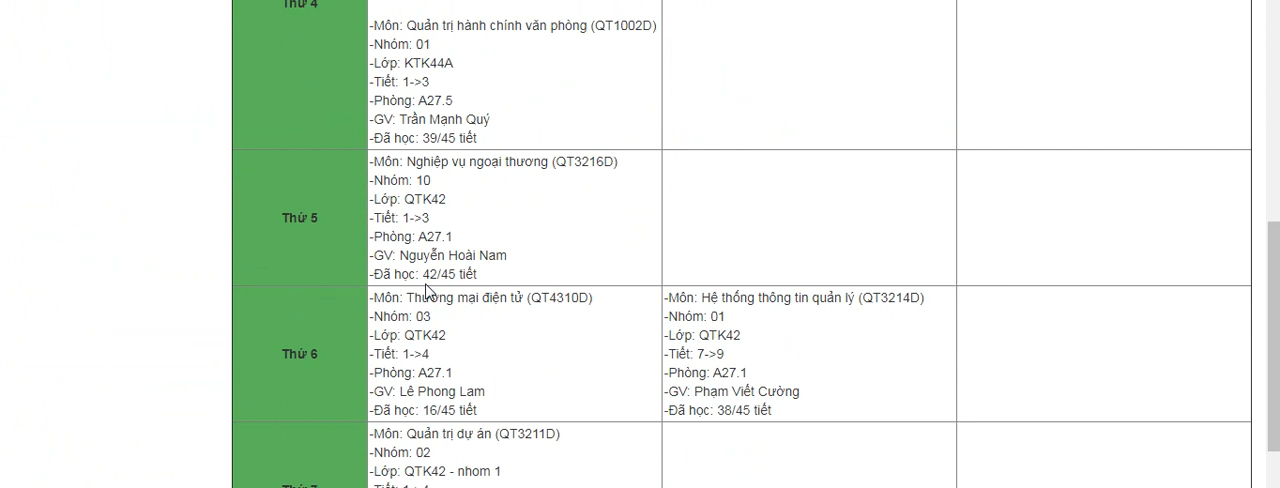 Thứ 4
-Môn: Quản trị hành chính văn phòng (QT1002D)
-Nhóm: 01
-Lớp: KTK44A
-Tiết: 1->3
-Phòng: A27.5
-GV: Trần Mạnh Quý
-Đã học: 39/45 tiết
Thứ 5
-Môn: Nghiệp vụ ngoại thương (QT3216D)
-Nhóm: 10
-Lớp: QTK42
-Tiết: 1->3
-Phòng: A27.1
-GV: Nguyễn Hoài Nam
-Đã học: 42/45 tiết
Thứ 6
-Môn: Thương mại điện tử (QT4310D)
-Nhóm: 03
-Lớp: QTK42
-Tiết: 1->4
-Phòng: A27.1
-GV: Lê Phong Lam
-Đã học: 16/45 tiết
-Môn: Hệ thống thông tin quản lý (QT3214D)
-Nhóm: 01
-Lớp: QTK42
-Tiết: 7->9
-Phòng: A27.1
-GV: Phạm Viết Cường
-Đã học: 38/45 tiết
-Môn: Quản trị dự án (QT3211D)
-Nhóm: 02
-Lớp: QTK42 - nhom 1